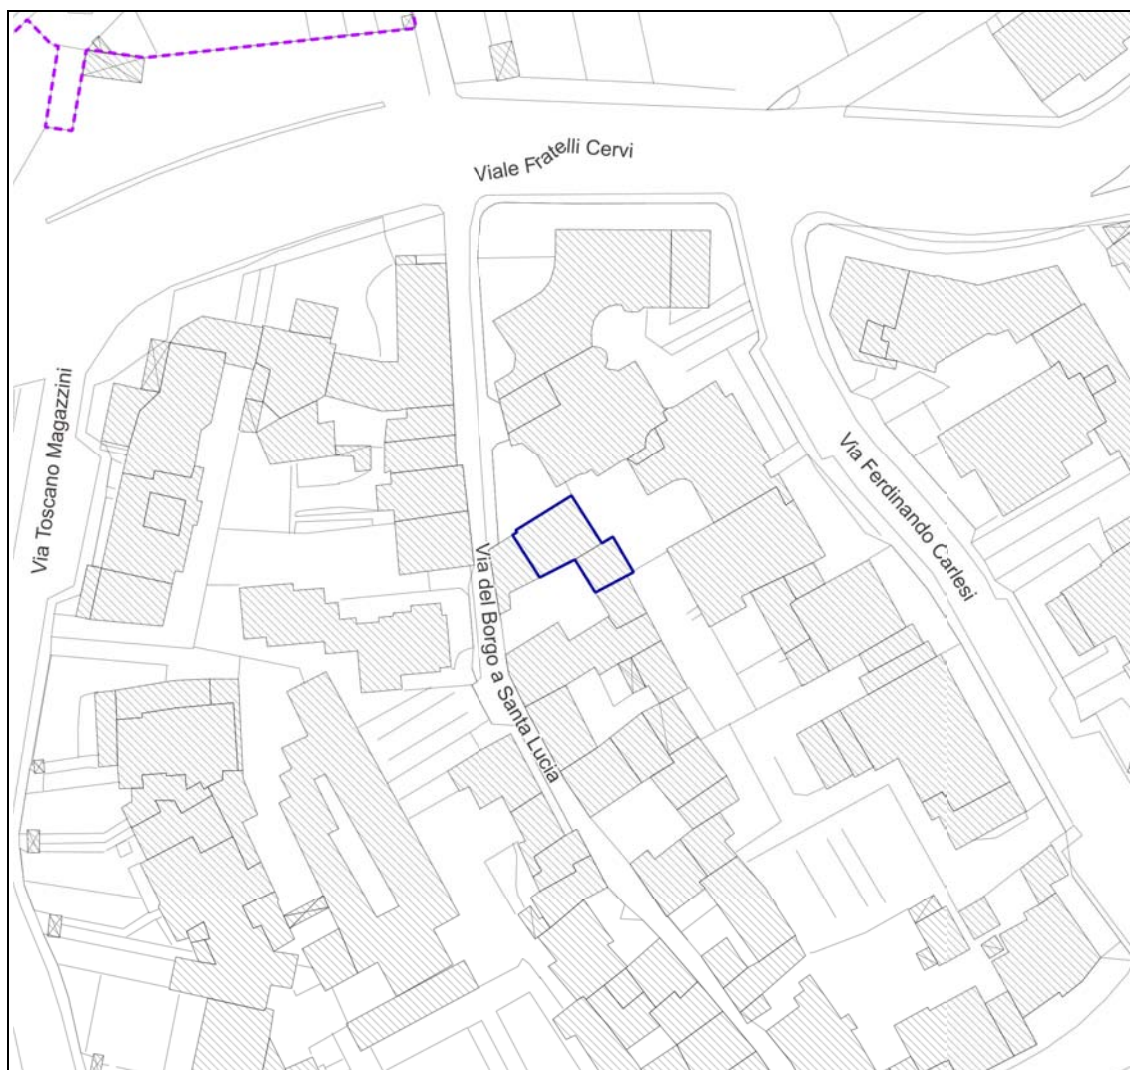 Viale Fratelli Cervi
Via Toscano Magazzini
Via Ferdinando Carlesi
Via del Borgo a Santa Lucia